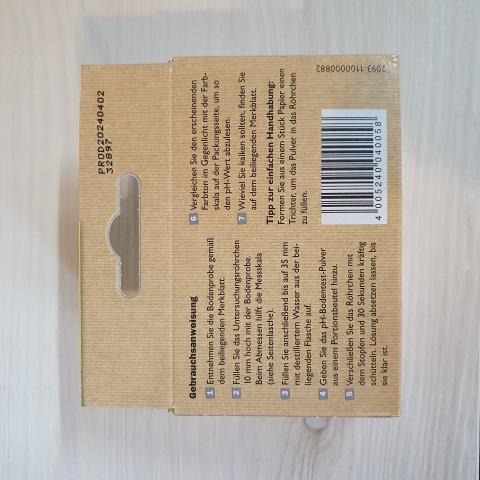 PROD20240402
32897
Gebrauchsanweisung
1 Entnehmen Sie die Bodenprobe gemäß
dem beiliegenden Merkblatt.
2 Füllen Sie das Untersuchungsröhrchen
10 mm hoch mit der Bodenprobe.
Beim Abmessen hilft die Messskala
(siehe Seitenlasche).
3 Füllen Sie anschließend bis auf 35 mm
mit destilliertem Wasser aus der bei-
liegenden Flasche auf.
4 Geben Sie das pH-Bodentest-Pulver
aus einem Portionsbeutel hinzu.
5 Verschließen Sie das Röhrchen mit
dem Stopfen und 30 Sekunden kräftig
schütteln. Lösung absetzen lassen, bis
sie klar ist.
6 Vergleichen Sie den erscheinenden
Farbton im Gegenlicht mit der Farb-
skala auf der Packungsseite, um so
den pH-Wert abzulesen.
7 Wieviel Sie kalken sollten, finden Sie
auf dem beiliegenden Merkblatt.
Tipp zur einfachen Handhabung:
Formen Sie aus einem Stück Papier einen
Trichter, um das Pulver in das Röhrchen
zu füllen.
4 005240 040058
2093-1100000882